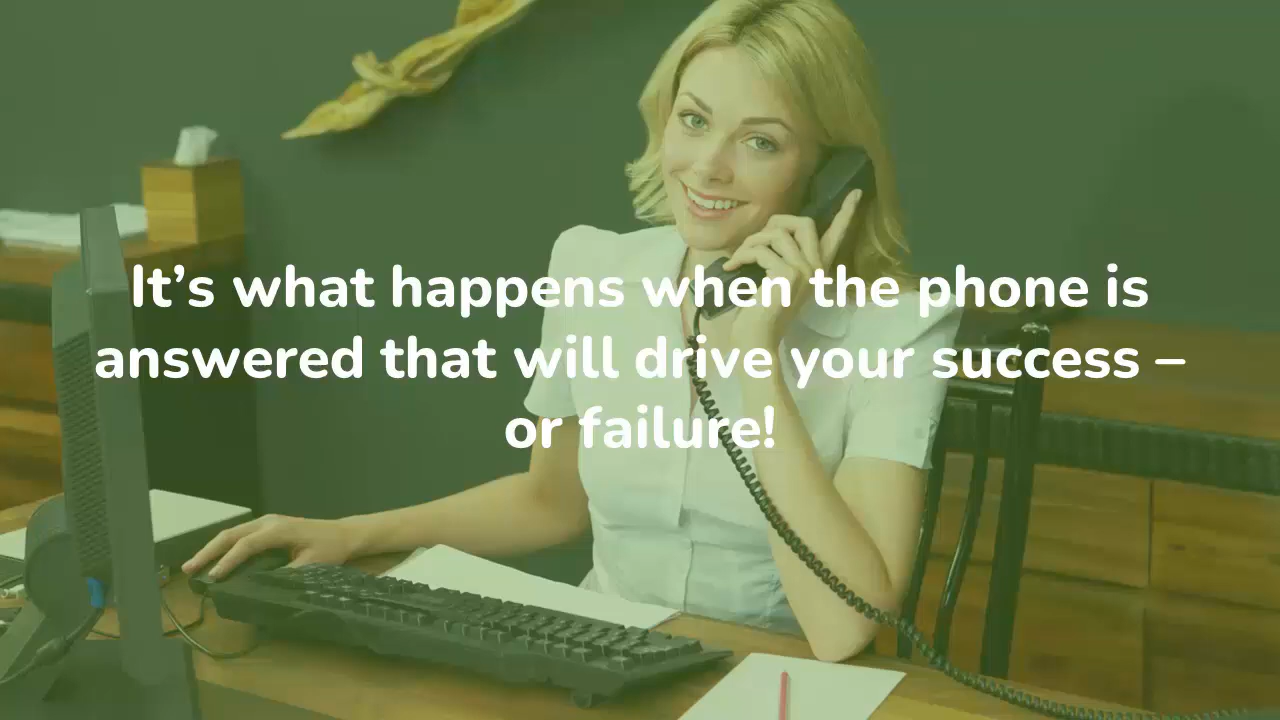 It’s what happens when the phone is
answered that will drive your success –
or failure!